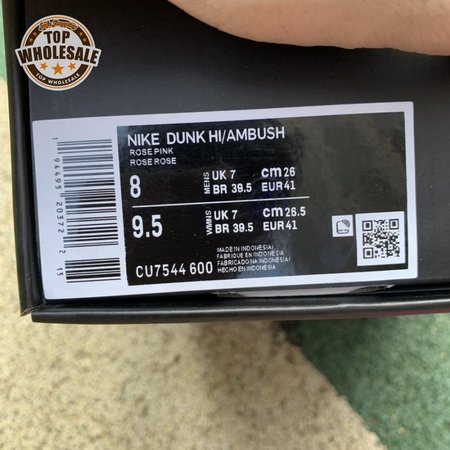 TOP
WHOLESALE
TOP WHOLESALE
NIKE DUNK HI/AMBUSH
ROSE PINK
ROSE ROSE
8 MENS UK 7 cm 26
BR 39.5 EUR 41
9.5 WMNS UK 7 cm 26.5
BR 39.5 EUR 41
CU7544 600
MADE IN INDONESIA/
FABRIQUE EN INDONESIA/
FABRICADO NA INDONESIA/
HECHO EN INDONESIA